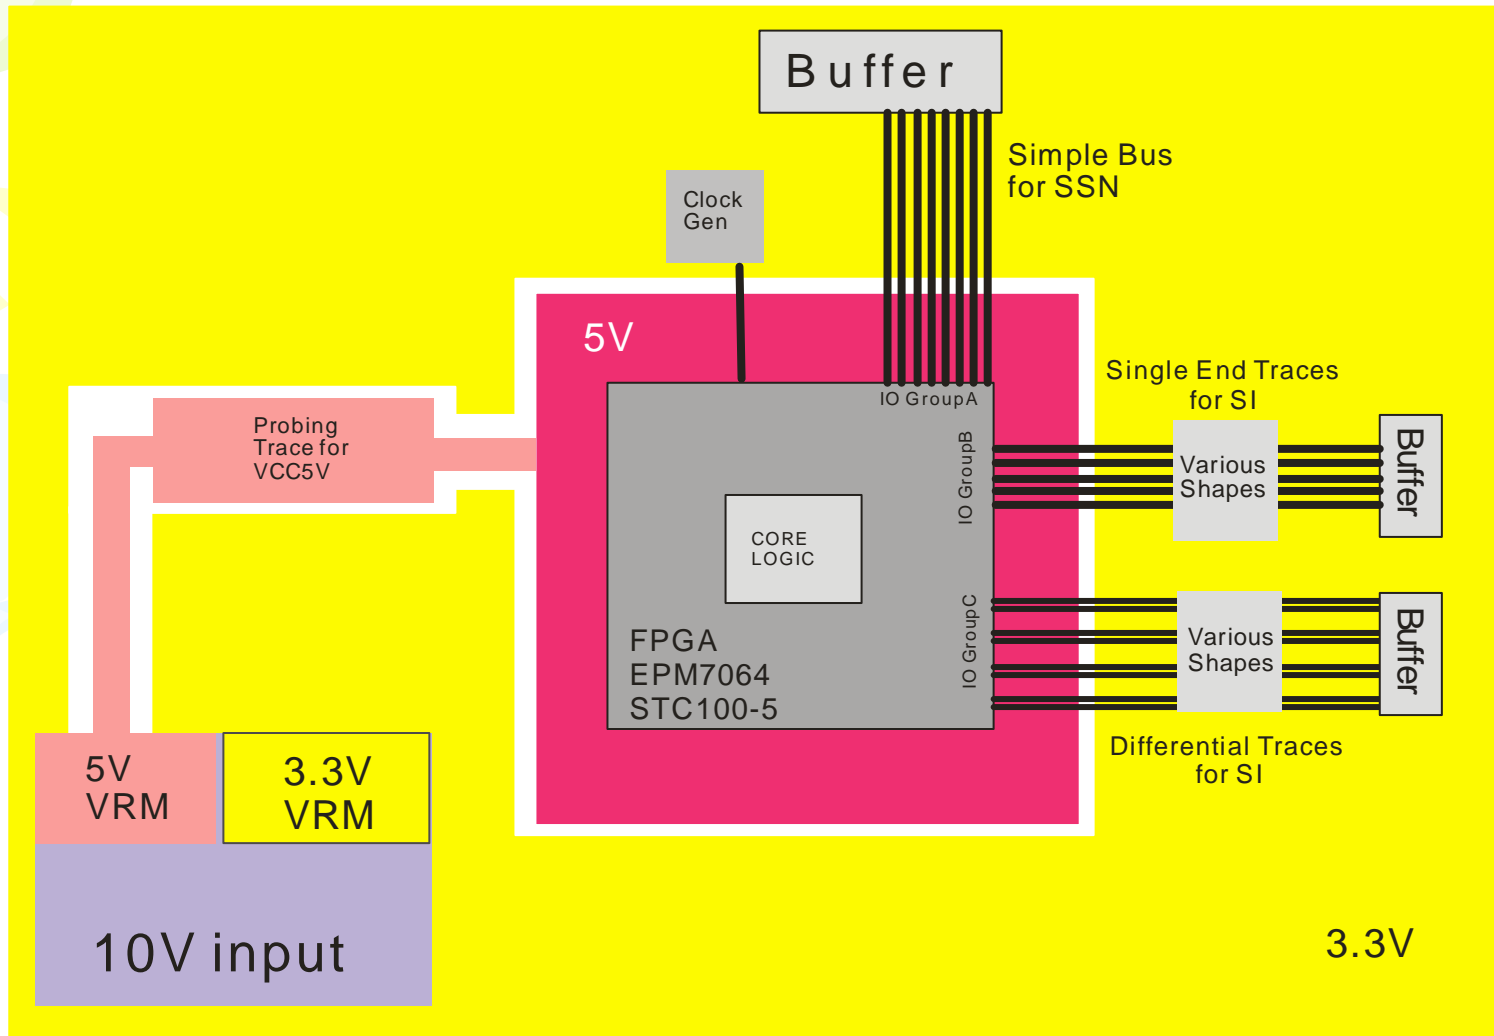 Buffer
Simple Bus
for SSN
Clock
Gen
5V
IO GroupA
Single End Traces
for SI
Probing
Trace for
VCC5V
IO GroupB
Various
Shapes
Buffer
CORE
LOGIC
IO GroupC
FPGA
EPM7064
STC100-5
Various
Shapes
Buffer
Differential Traces
for SI
5V
VRM
3.3V
VRM
10V input
3.3V